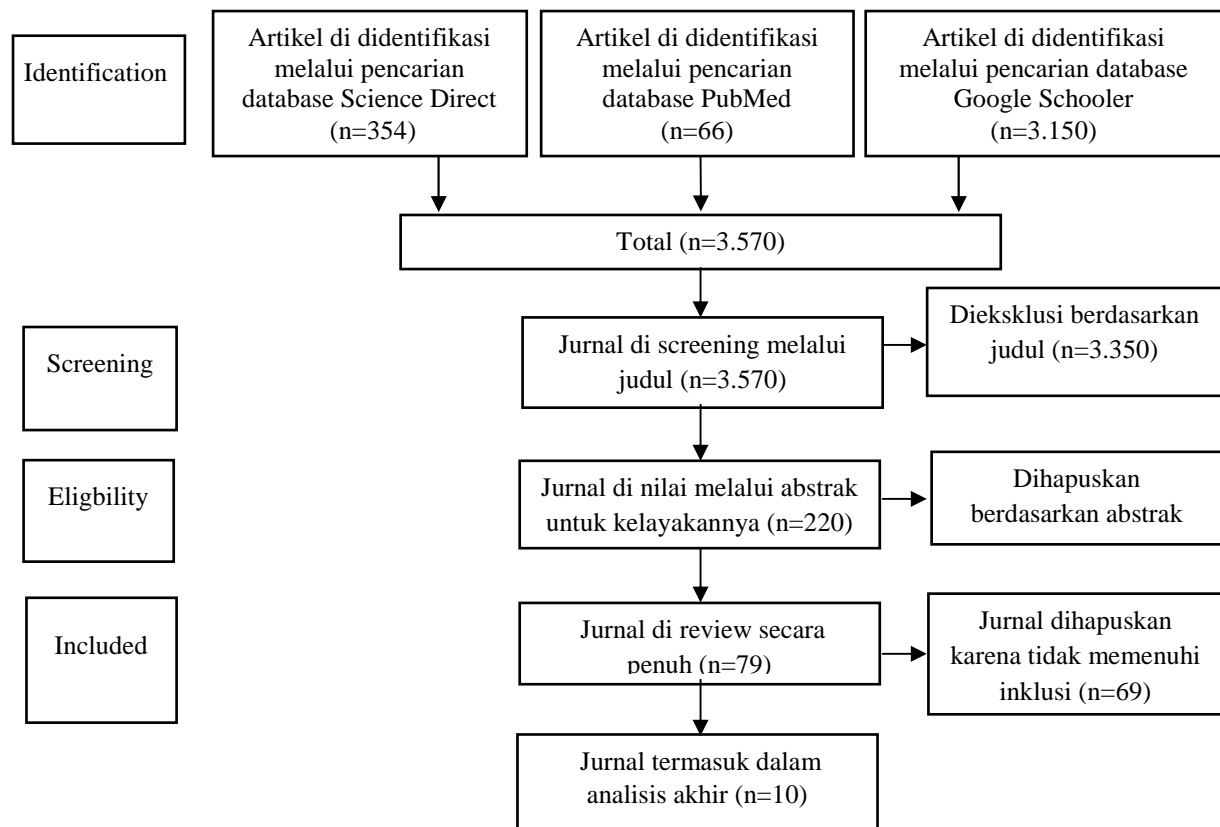 Identification
Artikel di didentifikasi
melalui pencarian
database Science Direct
(n=354)
Artikel di didentifikasi
melalui pencarian
database PubMed
(n=66)
Artikel di didentifikasi
melalui pencarian database
Google Schooler
(n=3.150)
Total (n=3.570)
Screening
Jurnal di screening melalui
judul (n=3.570)
Dieksklusi berdasarkan
judul (n=3.350)
Eligbility
Jurnal di nilai melalui abstrak
untuk kelayakannya (n=220)
Dihapuskan
berdasarkan abstrak
Included
Jurnal di review secara
penuh (n=79)
Jurnal dihapuskan
karena tidak memenuhi
inklusi (n=69)
Jurnal termasuk dalam
analisis akhir (n=10)